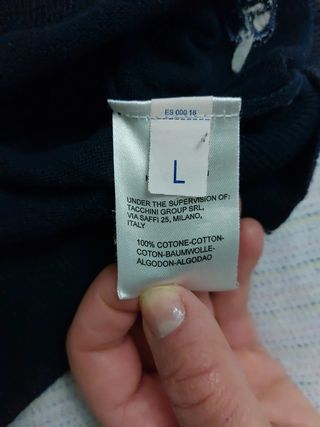 ES 000 16
L
UNDER THE SUPERVISION OF:
TACCHINI GROUP SRL,
VIA SAFFI 25, MILANO,
ITALY
100% COTONE-COTTON-
COTON-BAUMWOLLE-
ALGODON-ALGODAO